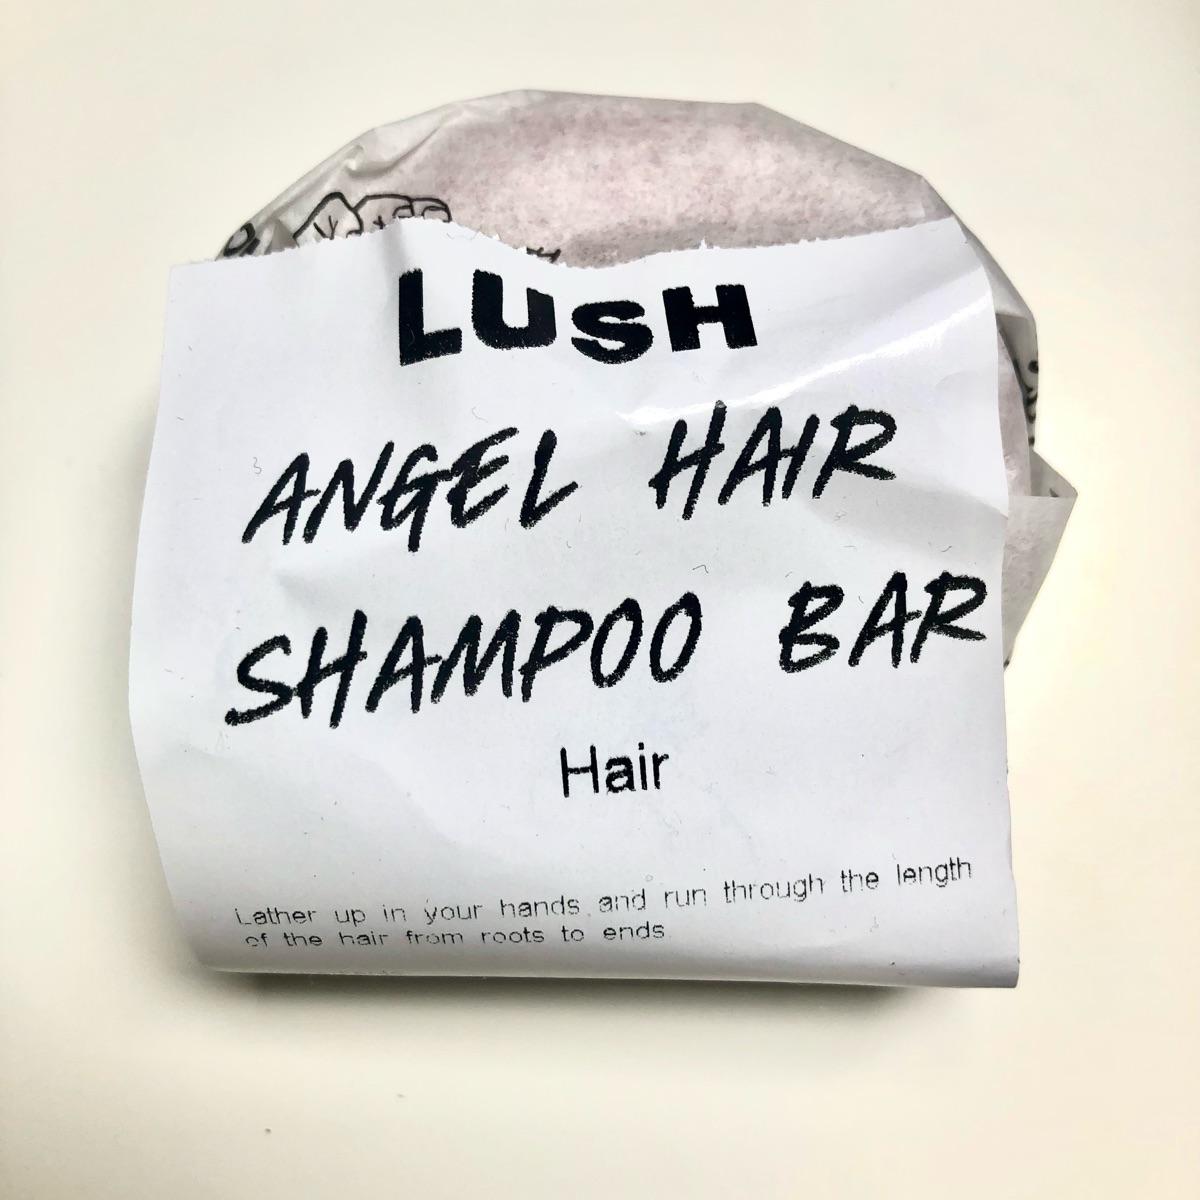 LUSH
ANGEL HAIR
SHAMPOO BAR
Hair
Lather up in your hands and run through the length
of the hair from roots to ends